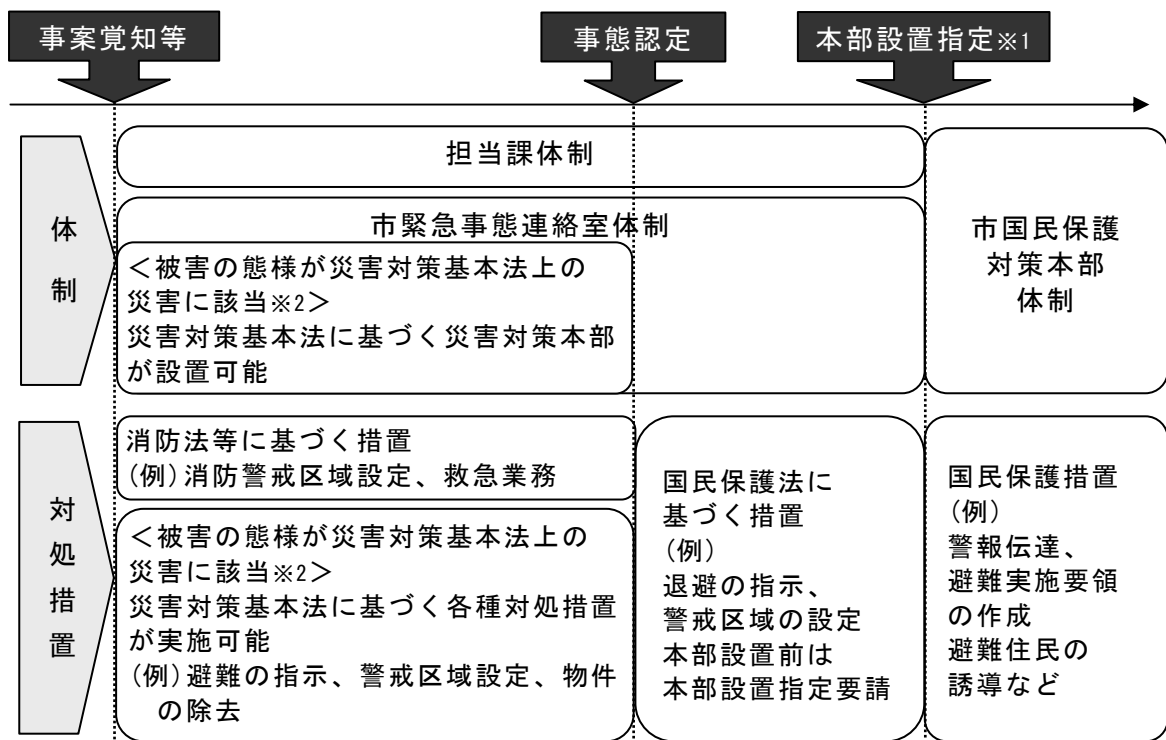 事案覚知等
事態認定
本部設置指定※1
体制
担当課体制
市緊急事態連絡室体制
＜被害の態様が災害対策基本法上の
災害に該当※2＞
災害対策基本法に基づく災害対策本部
が設置可能
市国民保護
対策本部
体制
対処措置
消防法等に基づく措置
(例)消防警戒区域設定、救急業務
＜被害の態様が災害対策基本法上の
災害に該当※2＞
災害対策基本法に基づく各種対処措置
が実施可能
(例)避難の指示、警戒区域設定、物件
の除去
国民保護法に
基づく措置
(例)
退避の指示、
警戒区域の設定
本部設置前は
本部設置指定要請
国民保護措置
(例)
警報伝達、
避難実施要領
の作成
避難住民の
誘導など